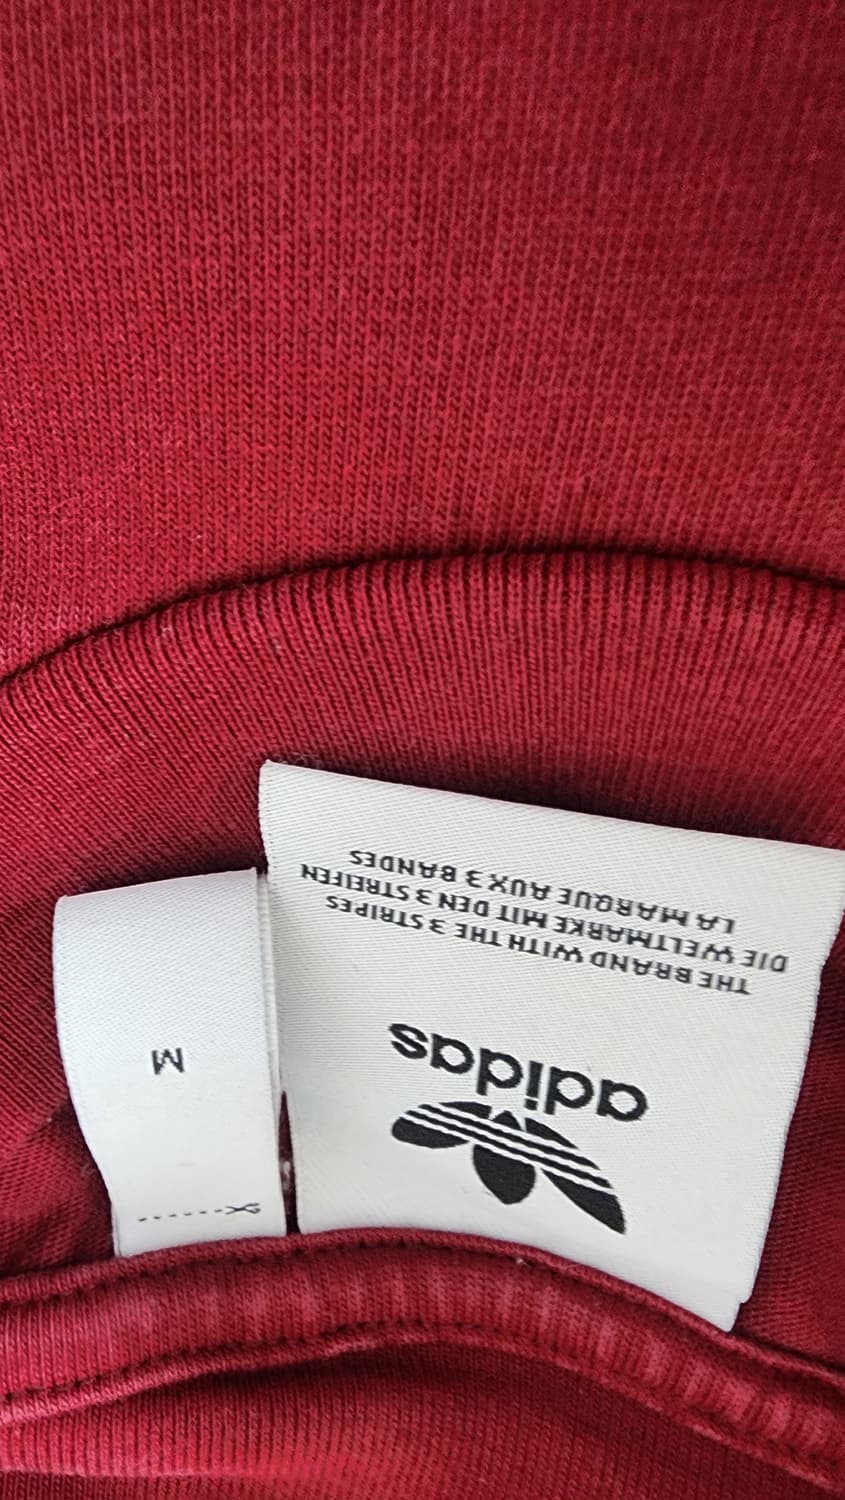 adidas
THE BRAND WITH THE 3 STRIPES
DIE WELTMARKE MIT DEN 3 STREIFEN
LA MARQUE AUX 3 BANDES
M